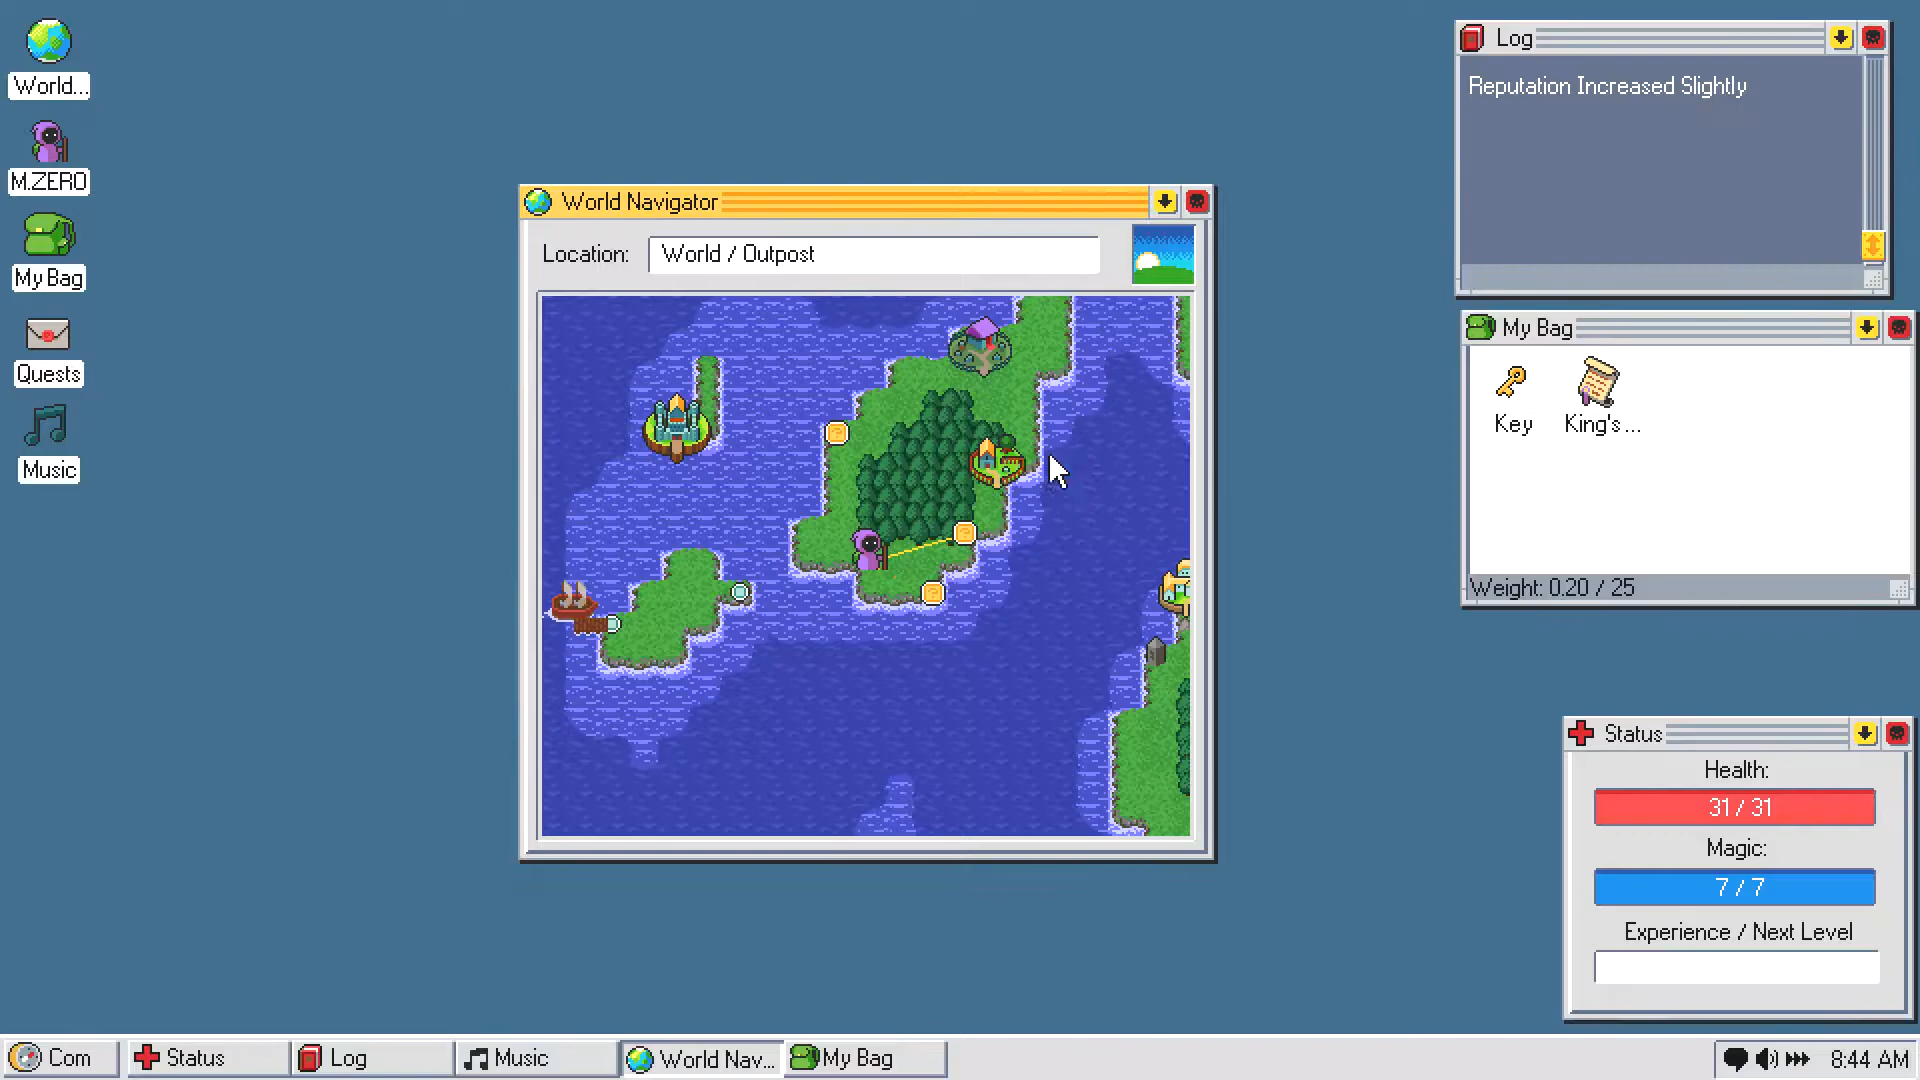 World...
M.ZERO
My Bag
Quests
Music
World Navigator
Location:
World / Outpost
Log
Reputation Increased Slightly
My Bag
Key
King's ...
Weight: 0.20 / 25
Status
Health:
31 / 31
Magic:
7 / 7
Experience / Next Level
Com
Status
Log
Music
World Nav...
My Bag
8:44 AM